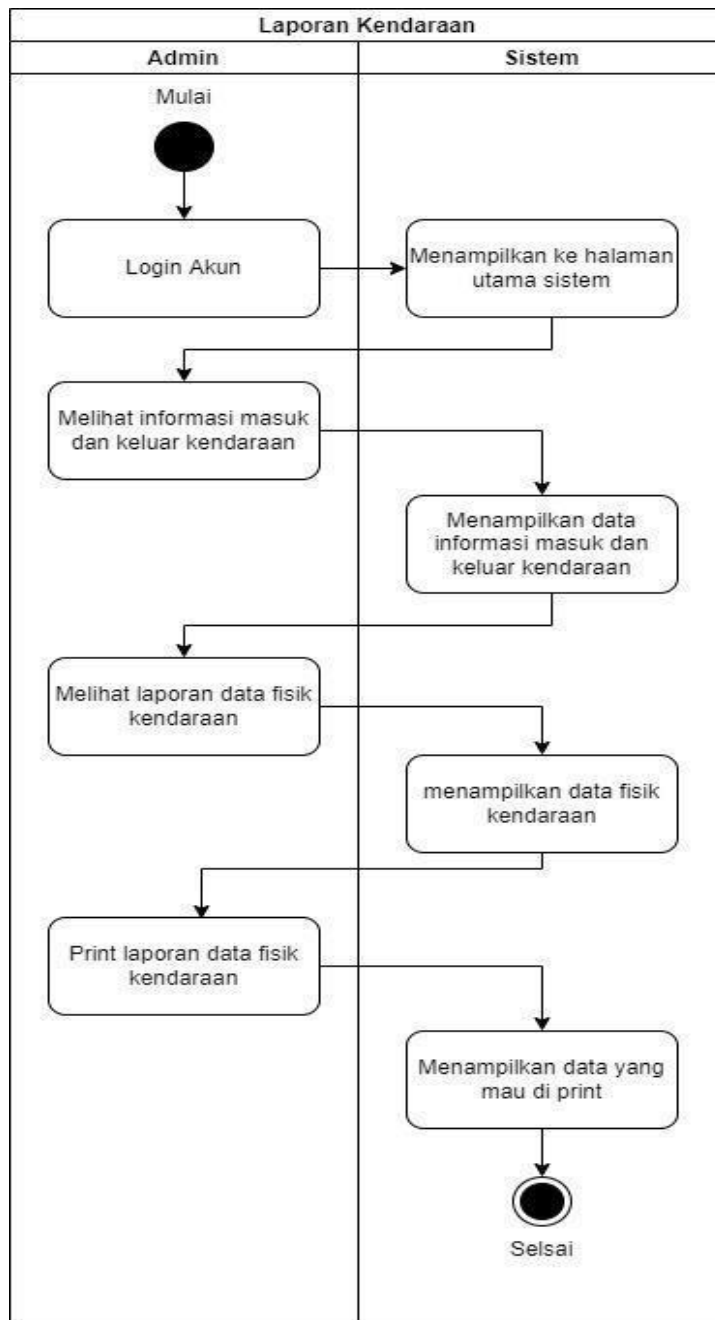 Laporan Kendaraan
Admin
Sistem
Mulai
Login Akun
Menampilkan ke halaman
utama sistem
Melihat informasi masuk
dan keluar kendaraan
Menampilkan data
informasi masuk dan
keluar kendaraan
Melihat laporan data fisik
kendaraan
menampilkan data fisik
kendaraan
Print laporan data fisik
kendaraan
Menampilkan data yang
mau di print
Selsai